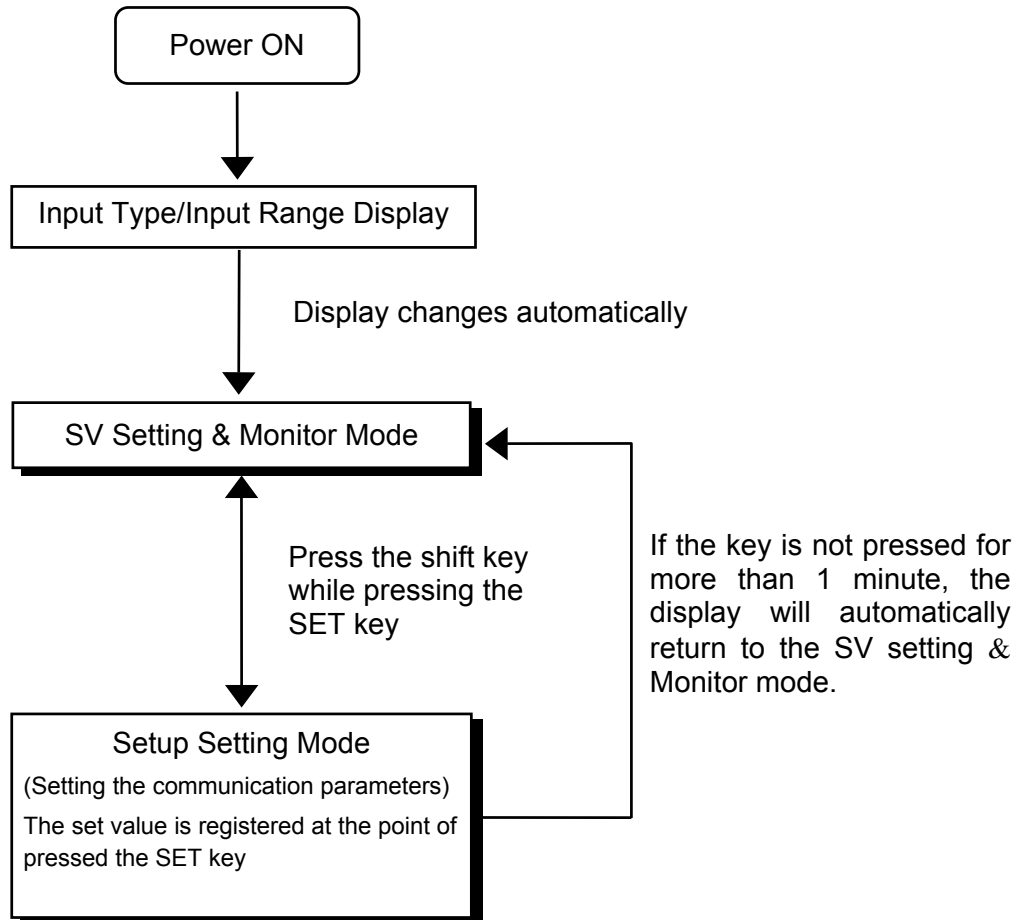 Power ON
Input Type/Input Range Display
Display changes automatically
SV Setting & Monitor Mode
Press the shift key
while pressing the
SET key
If the key is not pressed for
more than 1 minute, the
display will automatically
return to the SV setting &
Monitor mode.
Setup Setting Mode
(Setting the communication parameters)
The set value is registered at the point of
pressed the SET key